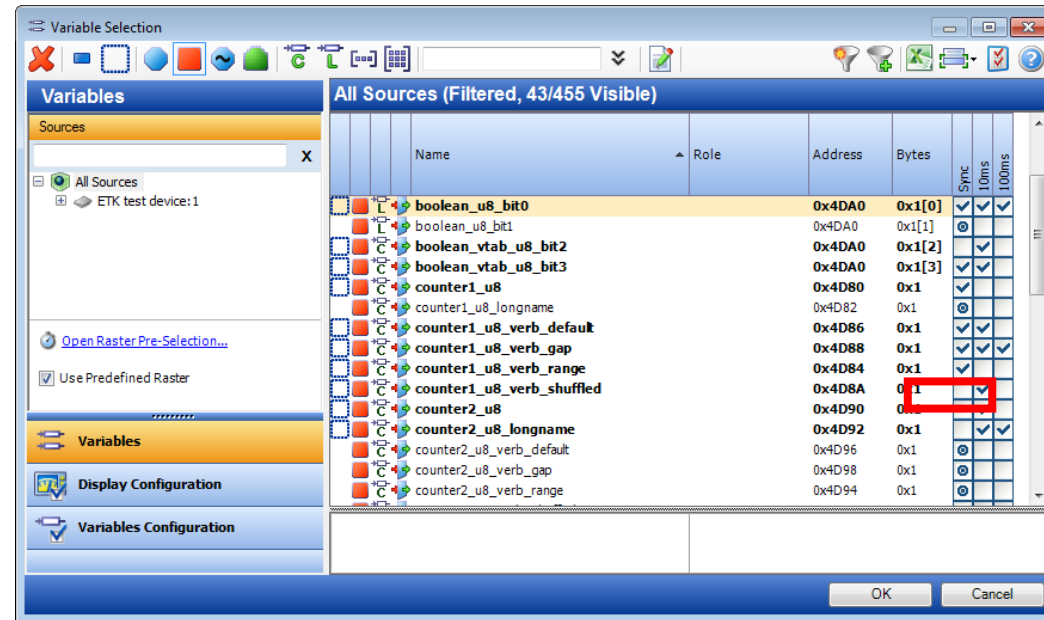 Variable Selection
C L
Variables
All Sources (Filtered, 43/455 Visible)
Sources
X
All Sources
ETK test device:1
Open Raster Pre-Selection...
Use Predefined Raster
Variables
Display Configuration
Variables Configuration
Name Role Address Bytes Sync 10ms 100ms
L boolean_u8_bit0 0x4DA0 0x1[0]
L boolean_u8_bit1 0x4DA0 0x1[1]
C boolean_vtab_u8_bit2 0x4DA0 0x1[2]
C boolean_vtab_u8_bit3 0x4DA0 0x1[3]
C counter1_u8 0x4D80 0x1
C counter1_u8_longname 0x4D82 0x1
C counter1_u8_verb_default 0x4D86 0x1
C counter1_u8_verb_gap 0x4D88 0x1
C counter1_u8_verb_range 0x4D84 0x1
C counter1_u8_verb_shuffled 0x4D8A 0x1
C counter2_u8 0x4D90
C counter2_u8_longname 0x4D92 0x1
C counter2_u8_verb_default 0x4D96 0x1
C counter2_u8_verb_gap 0x4D98 0x1
C counter2_u8_verb_range 0x4D94 0x1
OK Cancel